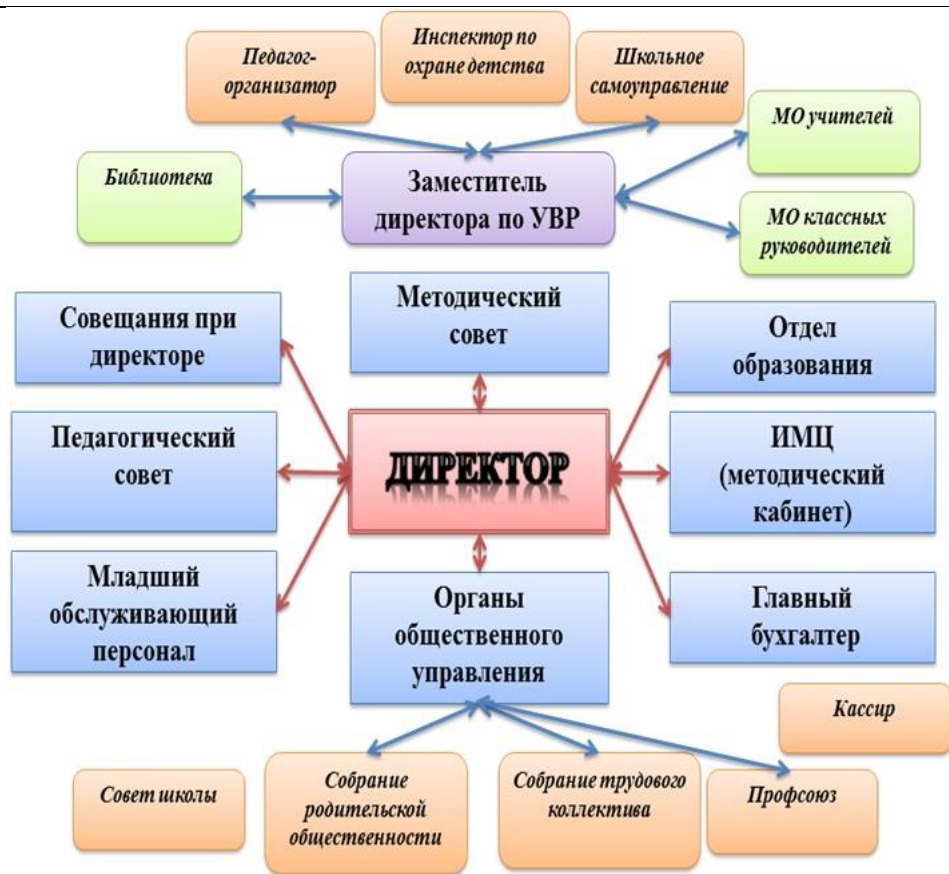 Педагог-
организатор
Инспектор по
охране детства
Школьное
самоуправление
МО учителей
Библиотека
Заместитель
директора по УВР
МО классных
руководителей
Совещания при
директоре
Методический
совет
Отдел
образования
Педагогический
совет
ДИРЕКТОР
ИМЦ
(методический
кабинет)
Младший
обслуживающий
персонал
Органы
общественного
управления
Главный
бухгалтер
Кассир
Совет школы
Собрание
родительской
общественности
Собрание трудового
коллектива
Профсоюз